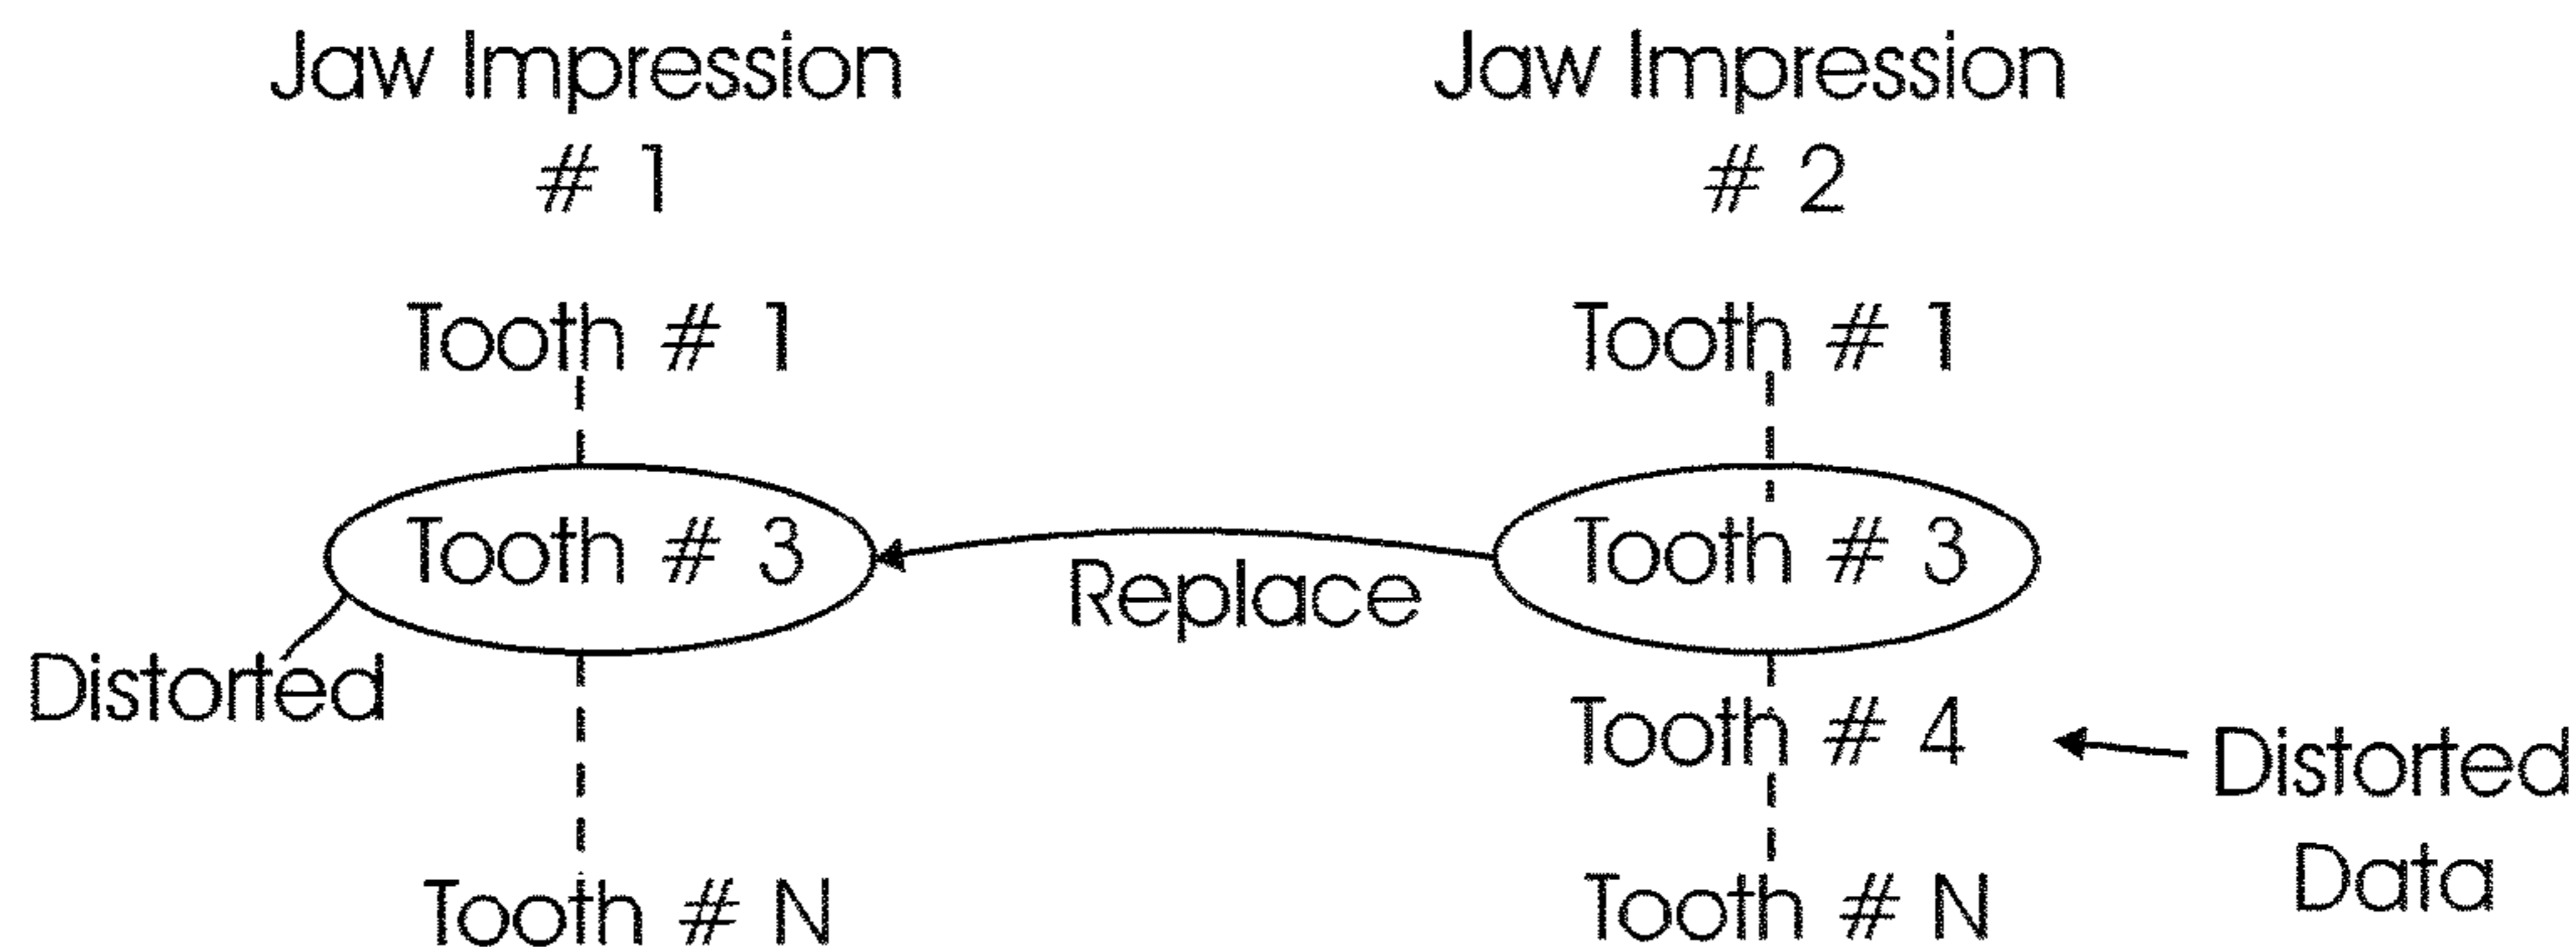 Jaw Impression
# 1
Jaw Impression
# 2
Tooth # 1
Tooth # 1
Tooth # 3
Replace
Tooth # 3
Distorted
Tooth # 4
Distorted
Data
Tooth # N
Tooth # N